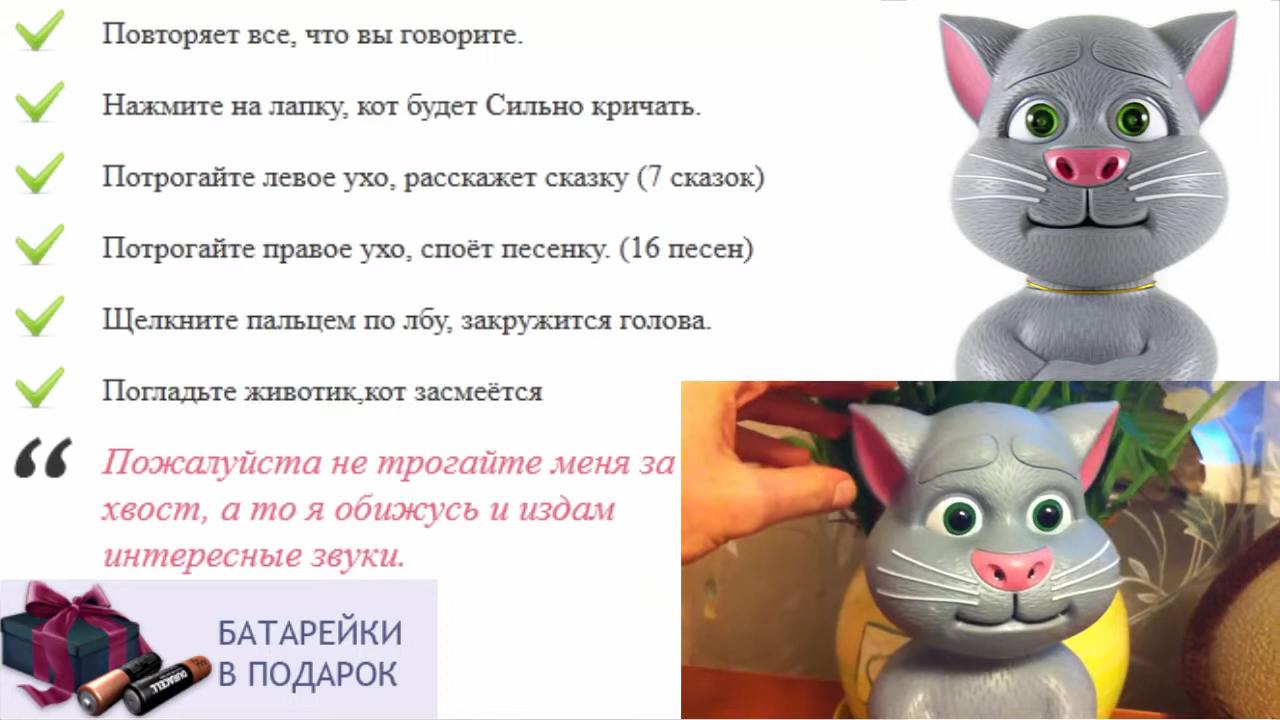 Повторяет все, что вы говорите.
Нажмите на лапку, кот будет Сильно кричать.
Потрогайте левое ухо, расскажет сказку (7 сказок)
Потрогайте правое ухо, споёт песенку. (16 песен)
Щелкните пальцем по лбу, закружится голова.
Погладьте животик,кот засмеётся
“ Пожалуйста не трогайте меня за
хвост, а то я обижусь и издам
интересные звуки.
БАТАРЕЙКИ
В ПОДАРОК
DURACELL